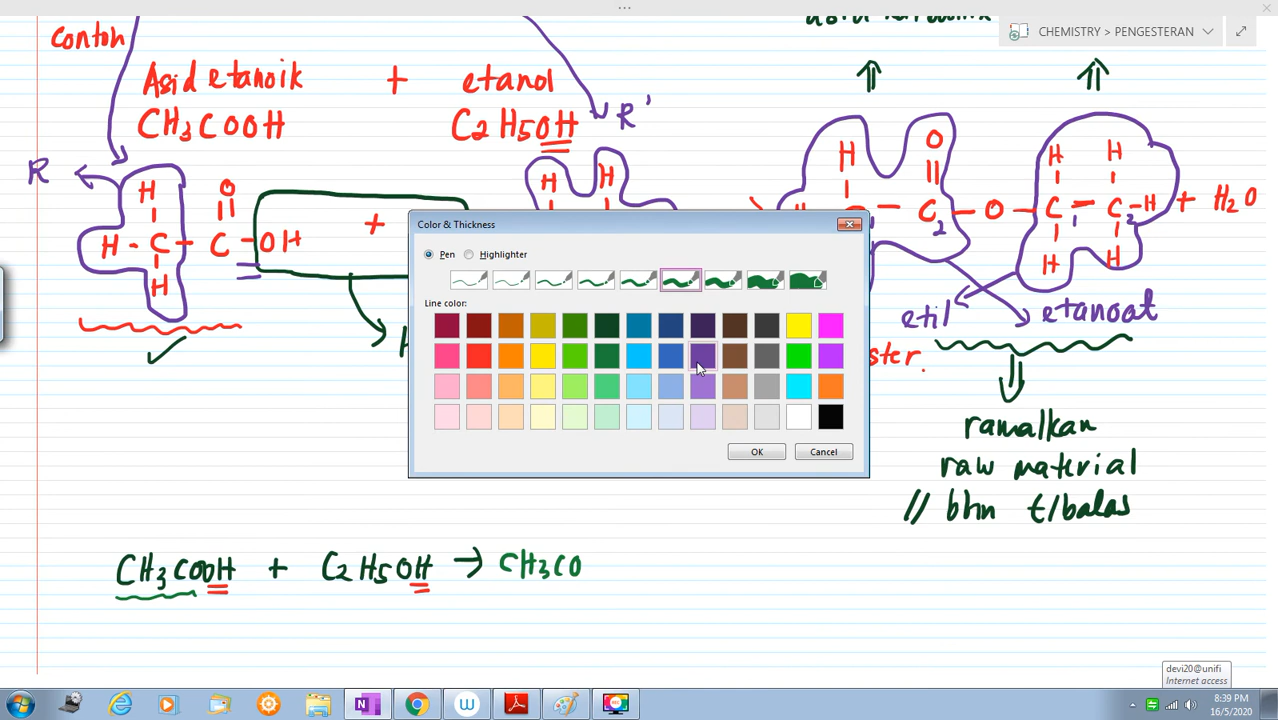 CHEMISTRY > PENGESTERAN
contoh
Asid etanoik + etanol
CH3COOH C2H5OH R'
R
H O H H
H - C - C - OH +
H
H O H H
C2 - O - C1 - C2 - H + H2O
H H
etil etanoat
ster.
ramalkan
raw material
// bhn t/balas
Color & Thickness
Pen Highlighter
Line color:
OK Cancel
CH3COOH + C2H5OH → CH3CO
devi20@unifi
Internet access
8:39 PM
16/5/2020